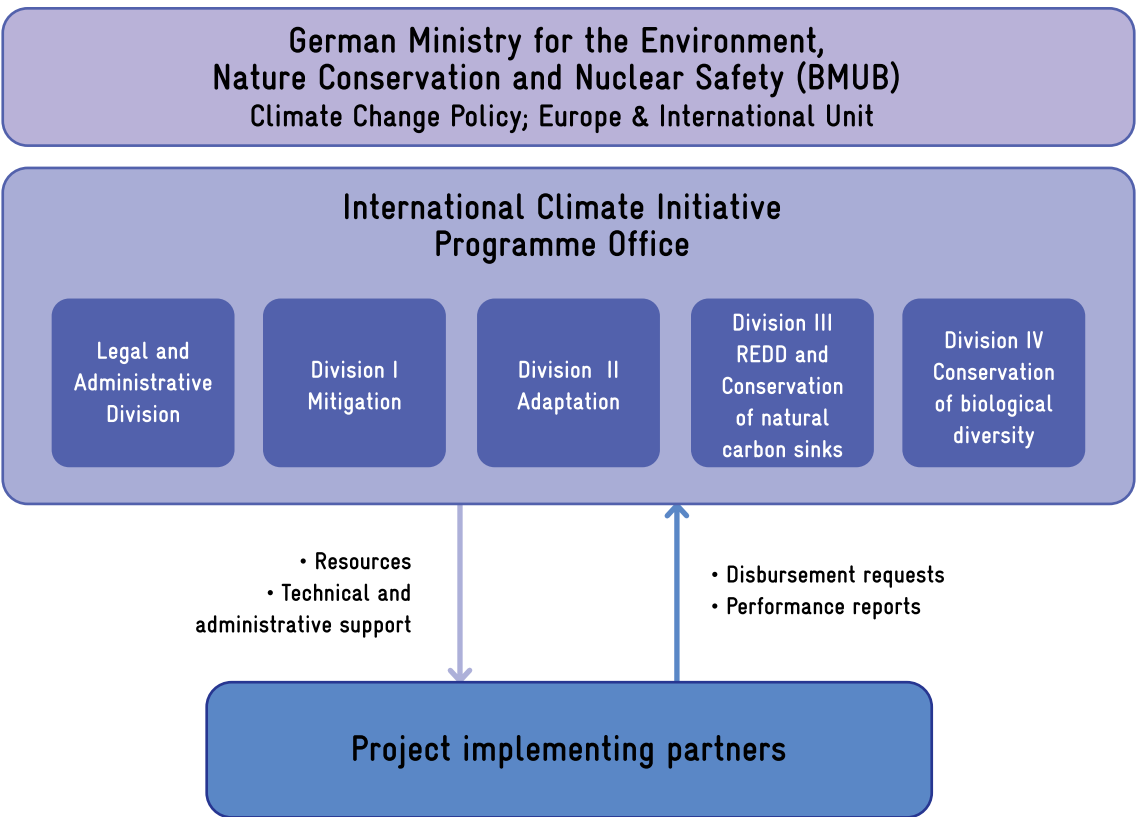 German Ministry for the Environment,
Nature Conservation and Nuclear Safety (BMUB)
Climate Change Policy; Europe & International Unit
International Climate Initiative
Programme Office
Legal and
Administrative
Division
Division I
Mitigation
Division II
Adaptation
Division III
REDD and
Conservation
of natural
carbon sinks
Division IV
Conservation
of biological
diversity
• Resources
• Technical and
administrative support
• Disbursement requests
• Performance reports
Project implementing partners